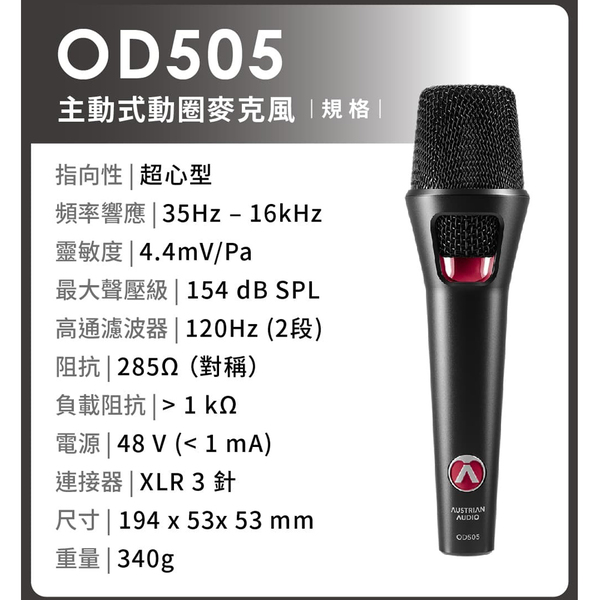 OD505
主動式動圈麥克風 | 規格 |
指向性 | 超心型
頻率響應 | 35Hz – 16kHz
靈敏度 | 4.4mV/Pa
最大聲壓級 | 154 dB SPL
高通濾波器 | 120Hz (2段)
阻抗 | 285Ω (對稱)
負載阻抗 | > 1 kΩ
電源 | 48 V (< 1 mA)
連接器 | XLR 3 針
尺寸 | 194 x 53x 53 mm
重量 | 340g
AUSTRIAN
AUDIO
OD505